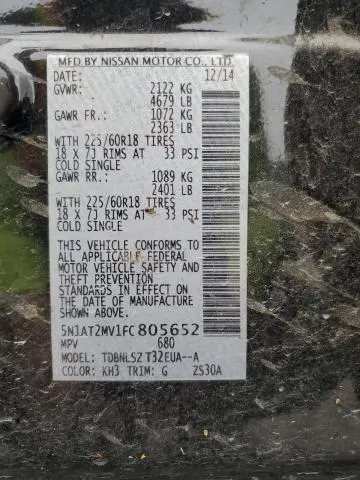 MFD BY NISSAN MOTOR CO., LTD.
DATE: 12/14
GVWR: 2122 KG
4679 LB
GAWR FR.: 1072 KG
2363 LB
WITH 225/60R18 TIRES
18 X 7J RIMS AT 33 PSI
COLD SINGLE
GAWR RR.: 1089 KG
2401 LB
WITH 225/60R18 TIRES
18 X 7J RIMS AT 33 PSI
COLD SINGLE
THIS VEHICLE CONFORMS TO
ALL APPLICABLE FEDERAL
MOTOR VEHICLE SAFETY AND
THEFT PREVENTION
STANDARDS IN EFFECT ON
THE DATE OF MANUFACTURE
SHOWN ABOVE.
5N1AT2MV1FC805652
MPV 680
MODEL: TDBNLSZ T32EUA--A
COLOR: KH3 TRIM: G ZS30A